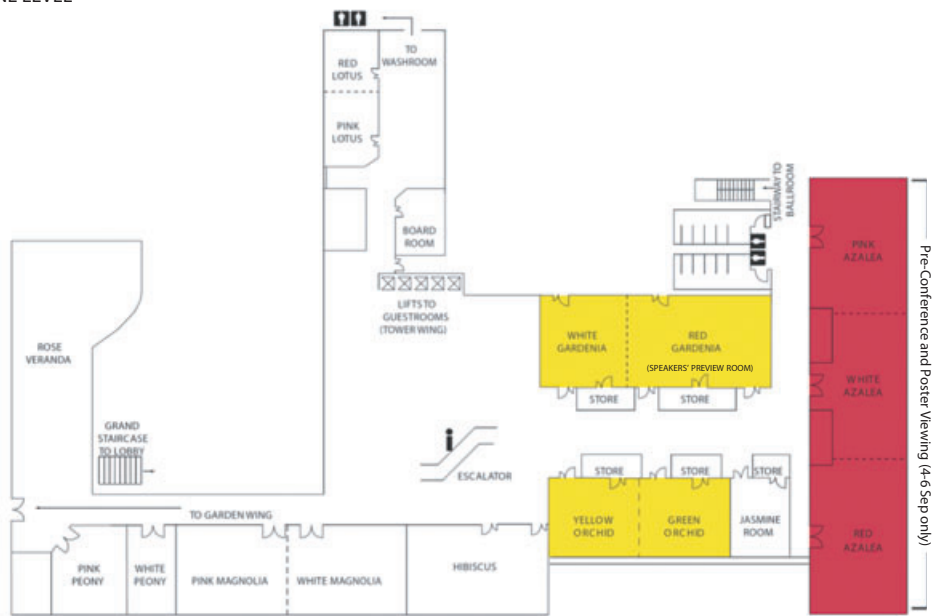 TO
WASHROOM
RED
LOTUS
PINK
LOTUS
BOARD
ROOM
STAIRWAY TO
BALLROOM
PINK
AZALEA
LIFTS TO
GUESTROOMS
(TOWER WING)
ROSE
VERANDA
WHITE
GARDENIA
RED
GARDENIA
(SPEAKERS' PREVIEW ROOM)
STORE
STORE
WHITE
AZALEA
Pre-Conference and Poster Viewing (4-6 Sep only)
GRAND
STAIRCASE
TO LOBBY
i
ESCALATOR
STORE
STORE
STORE
TO GARDEN WING
YELLOW
ORCHID
GREEN
ORCHID
JASMINE
ROOM
RED
AZALEA
PINK
PEONY
WHITE
PEONY
PINK MAGNOLIA
WHITE MAGNOLIA
HIBISCUS